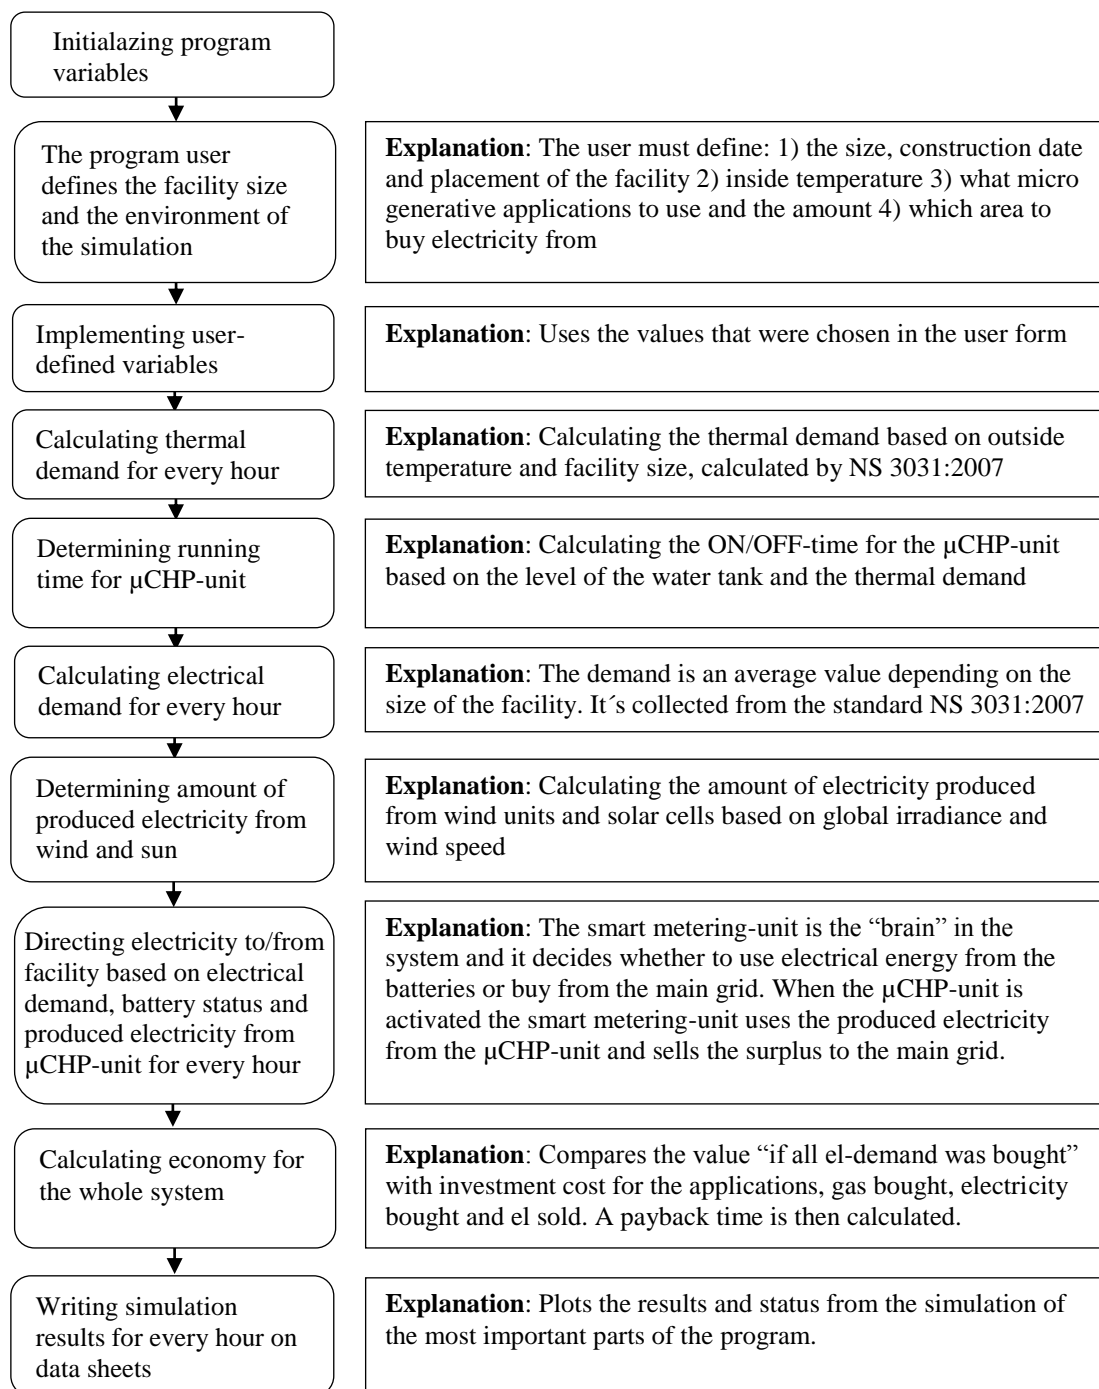 Initialazing program
variables
The program user
defines the facility size
and the environment of
the simulation
Explanation: The user must define: 1) the size, construction date
and placement of the facility 2) inside temperature 3) what micro
generative applications to use and the amount 4) which area to
buy electricity from
Implementing user-
defined variables
Explanation: Uses the values that were chosen in the user form
Calculating thermal
demand for every hour
Explanation: Calculating the thermal demand based on outside
temperature and facility size, calculated by NS 3031:2007
Determining running
time for µCHP-unit
Explanation: Calculating the ON/OFF-time for the µCHP-unit
based on the level of the water tank and the thermal demand
Calculating electrical
demand for every hour
Explanation: The demand is an average value depending on the
size of the facility. It´s collected from the standard NS 3031:2007
Determining amount of
produced electricity from
wind and sun
Explanation: Calculating the amount of electricity produced
from wind units and solar cells based on global irradiance and
wind speed
Directing electricity to/from
facility based on electrical
demand, battery status and
produced electricity from
µCHP-unit for every hour
Explanation: The smart metering-unit is the “brain” in the
system and it decides whether to use electrical energy from the
batteries or buy from the main grid. When the µCHP-unit is
activated the smart metering-unit uses the produced electricity
from the µCHP-unit and sells the surplus to the main grid.
Calculating economy for
the whole system
Explanation: Compares the value “if all el-demand was bought”
with investment cost for the applications, gas bought, electricity
bought and el sold. A payback time is then calculated.
Writing simulation
results for every hour on
data sheets
Explanation: Plots the results and status from the simulation of
the most important parts of the program.